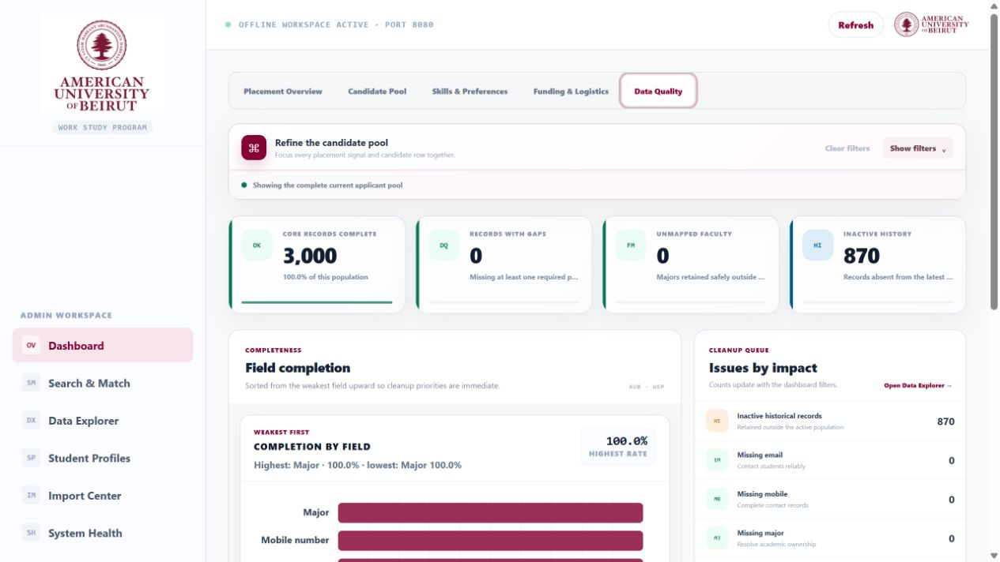 AMERICAN
UNIVERSITY
OF BEIRUT
WORK STUDY PROGRAM
ADMIN WORKSPACE
OV Dashboard
SM Search & Match
DX Data Explorer
SP Student Profiles
IM Import Center
SH System Health
OFFLINE WORKSPACE ACTIVE · PORT 8080
Refresh
AMERICAN
UNIVERSITY
OF BEIRUT
Placement Overview Candidate Pool Skills & Preferences Funding & Logistics Data Quality
⌘ Refine the candidate pool
Focus every placement signal and candidate row together.
Clear filters Show filters
Showing the complete current applicant pool
OK CORE RECORDS COMPLETE
3,000
100.0% of this population
DQ RECORDS WITH GAPS
0
Missing at least one required p...
FM UNMAPPED FACULTY
0
Majors retained safely outside ...
HI INACTIVE HISTORY
870
Records absent from the latest ...
COMPLETENESS
Field completion
Sorted from the weakest field upward so cleanup priorities are immediate.
AUB · WSP
WEAKEST FIRST
COMPLETION BY FIELD
Highest: Major · 100.0% · lowest: Major 100.0%
100.0%
HIGHEST RATE
Major
Mobile number
CLEANUP QUEUE
Issues by impact
Counts update with the dashboard filters.
Open Data Explorer →
HI Inactive historical records 870
Retained outside the active population
EM Missing email 0
Contact students reliably
MB Missing mobile 0
Complete contact records
MJ Missing major 0
Resolve academic ownership